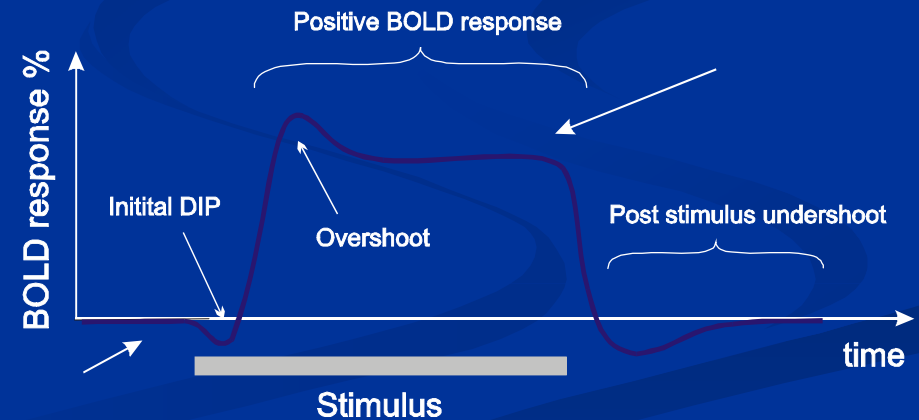 Positive BOLD response
BOLD response %
Initital DIP
Overshoot
Post stimulus undershoot
time
Stimulus